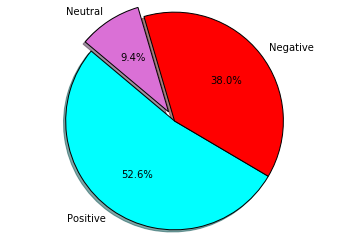 Neutral
Negative
9.4%
38.0%
52.6%
Positive